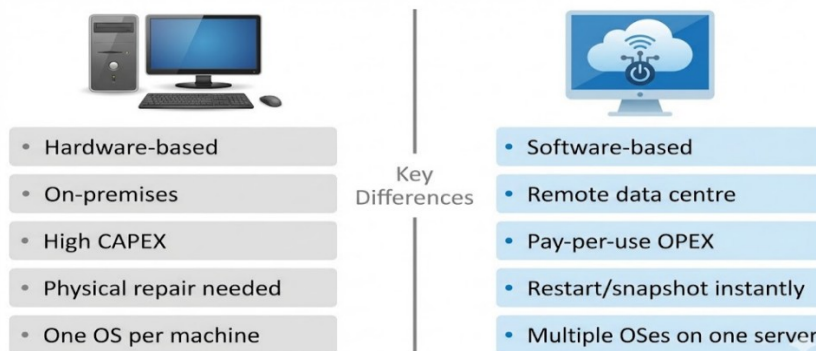 Hardware-based
On-premises
High CAPEX
Physical repair needed
One OS per machine
Key
Differences
Software-based
Remote data centre
Pay-per-use OPEX
Restart/snapshot instantly
Multiple OSes on one server